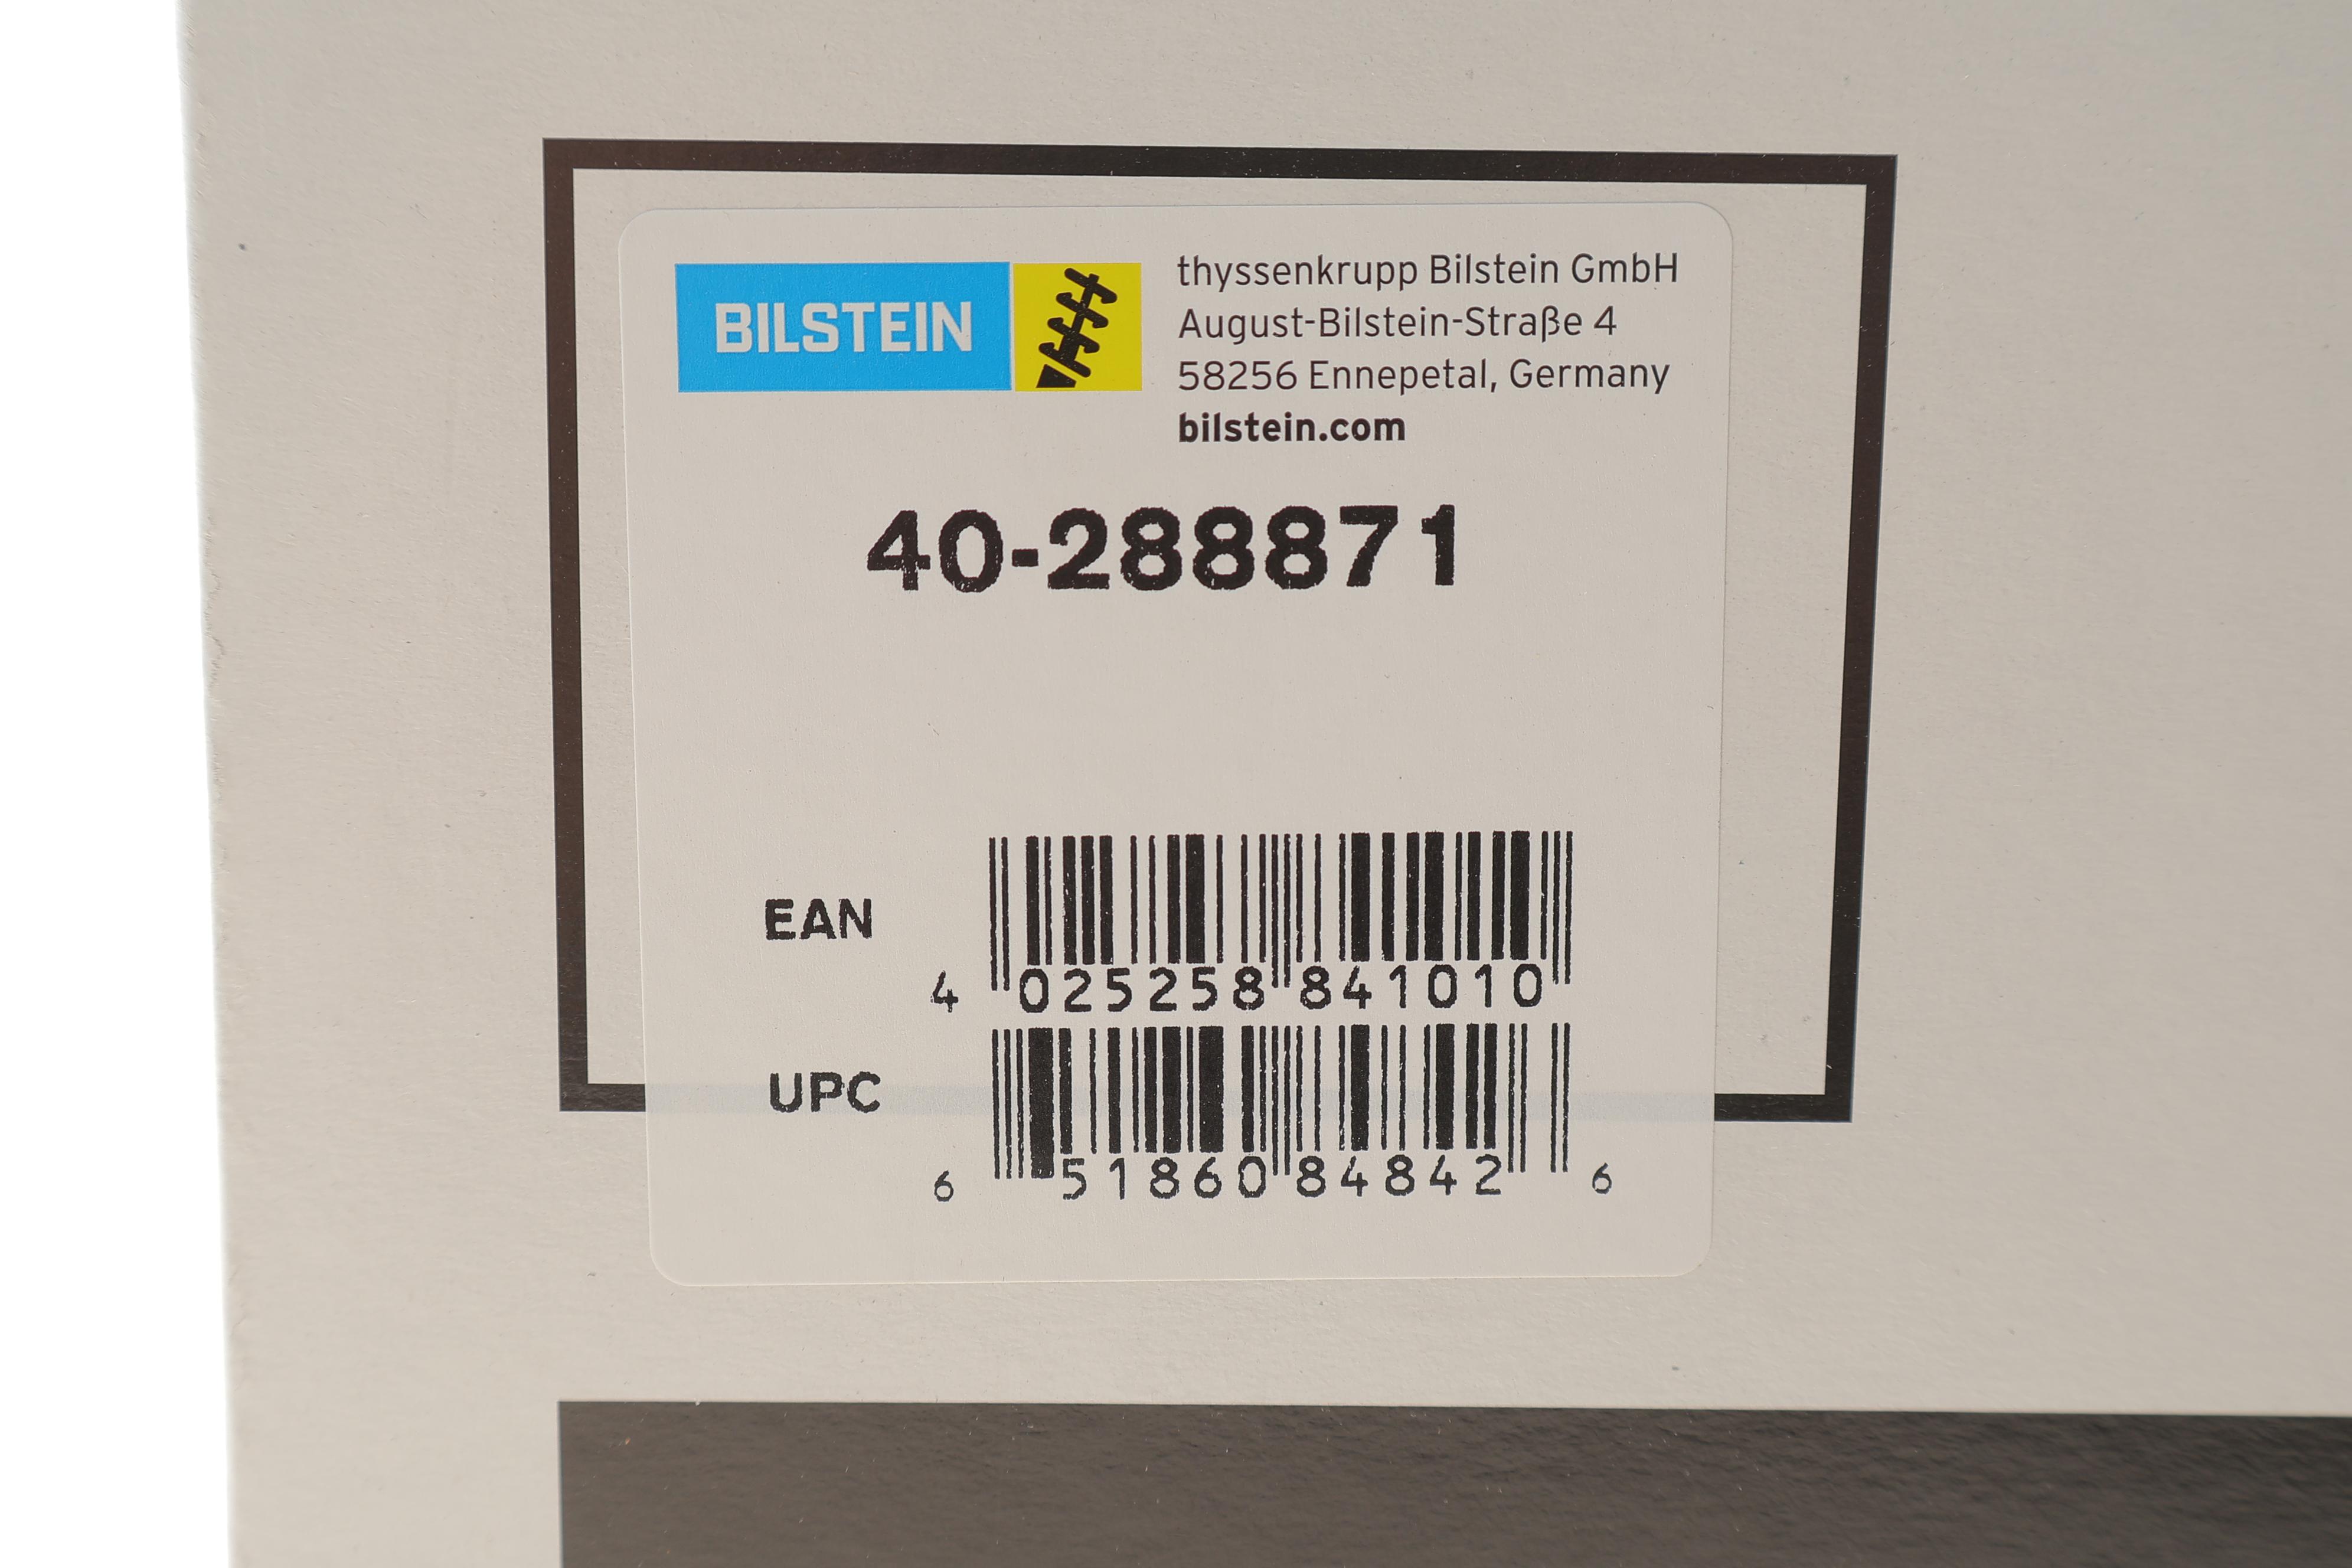 BILSTEIN
thyssenkrupp Bilstein GmbH
August-Bilstein-Straße 4
58256 Ennepetal, Germany
bilstein.com
40-288871
EAN
4 025258 841010
UPC
6 51860 84842 6